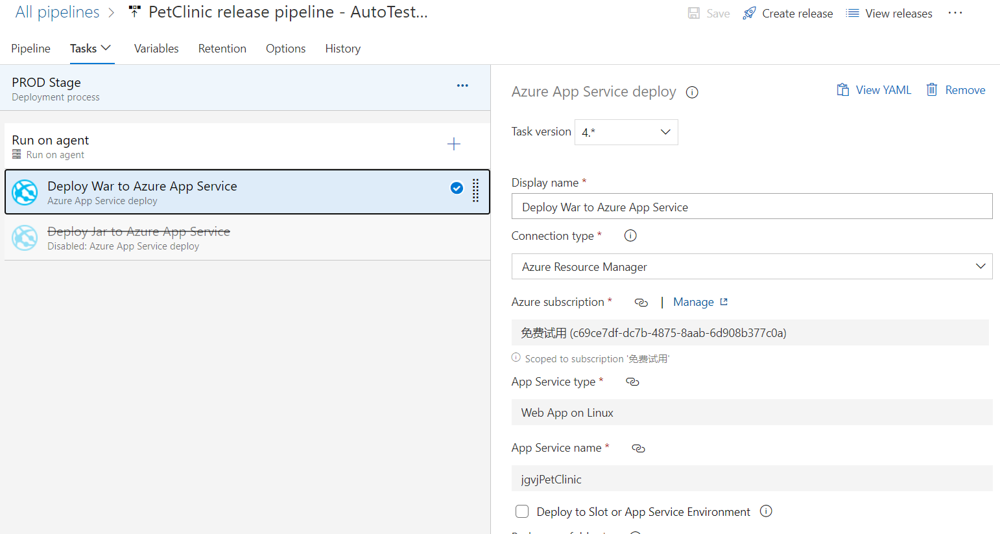 All pipelines > PetClinic release pipeline - AutoTest...
Save Create release View releases ...
Pipeline Tasks Variables Retention Options History
PROD Stage
Deployment process
Run on agent
Run on agent
Deploy War to Azure App Service
Azure App Service deploy
Deploy Jar to Azure App Service
Disabled: Azure App Service deploy
Azure App Service deploy
View YAML Remove
Task version 4.*
Display name *
Deploy War to Azure App Service
Connection type *
Azure Resource Manager
Azure subscription * | Manage
免费试用 (c69ce7df-dc7b-4875-8aab-6d908b377c0a)
Scoped to subscription '免费试用'
App Service type *
Web App on Linux
App Service name *
jgvjPetClinic
Deploy to Slot or App Service Environment